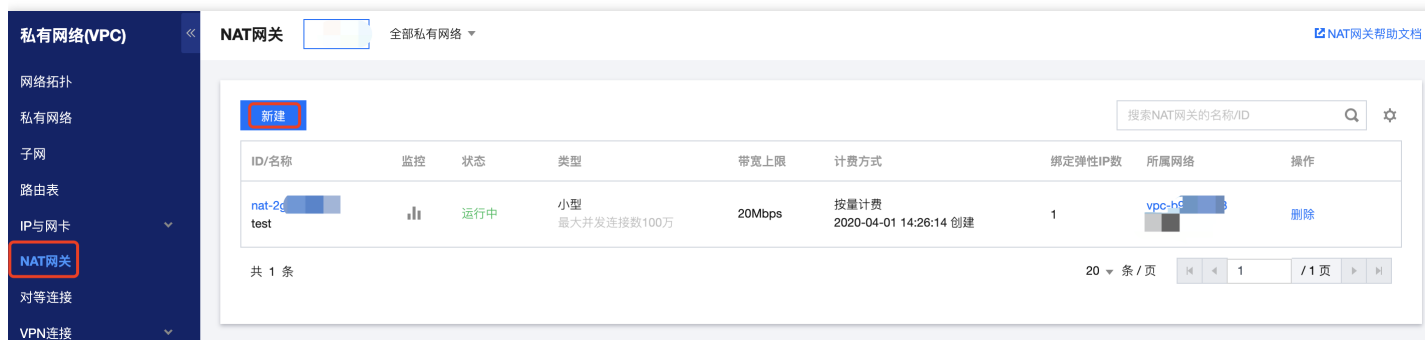 私有网络(VPC)
«
NAT网关
全部私有网络
NAT网关帮助文档
网络拓扑
私有网络
子网
路由表
IP与网卡
NAT网关
对等连接
VPN连接
新建
搜索NAT网关的名称/ID
ID/名称 监控 状态 类型 带宽上限 计费方式 绑定弹性IP数 所属网络 操作
nat-2g 运行中 小型 20Mbps 按量计费 1 vpc-b9 删除
test 最大并发连接数100万 2020-04-01 14:26:14 创建
共 1 条 20 条 / 页 1 / 1 页